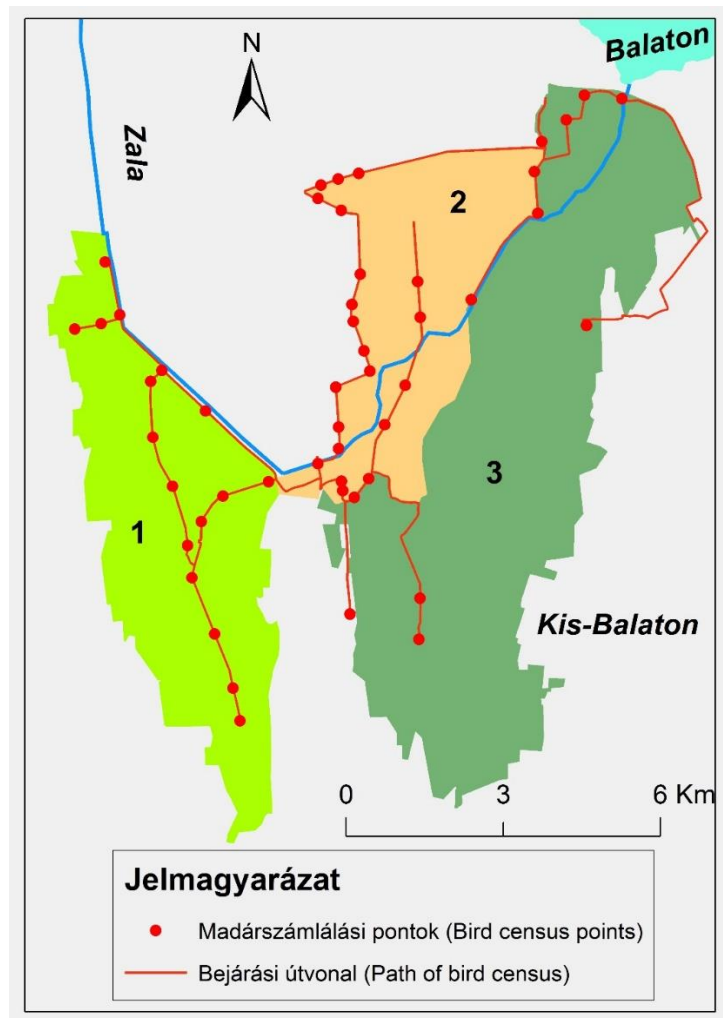 Balaton
N
Zala
2
3
1
Kis-Balaton
0 3 6 Km
Jelmagyarázat
Madárszámlálási pontok (Bird census points)
Bejárási útvonal (Path of bird census)